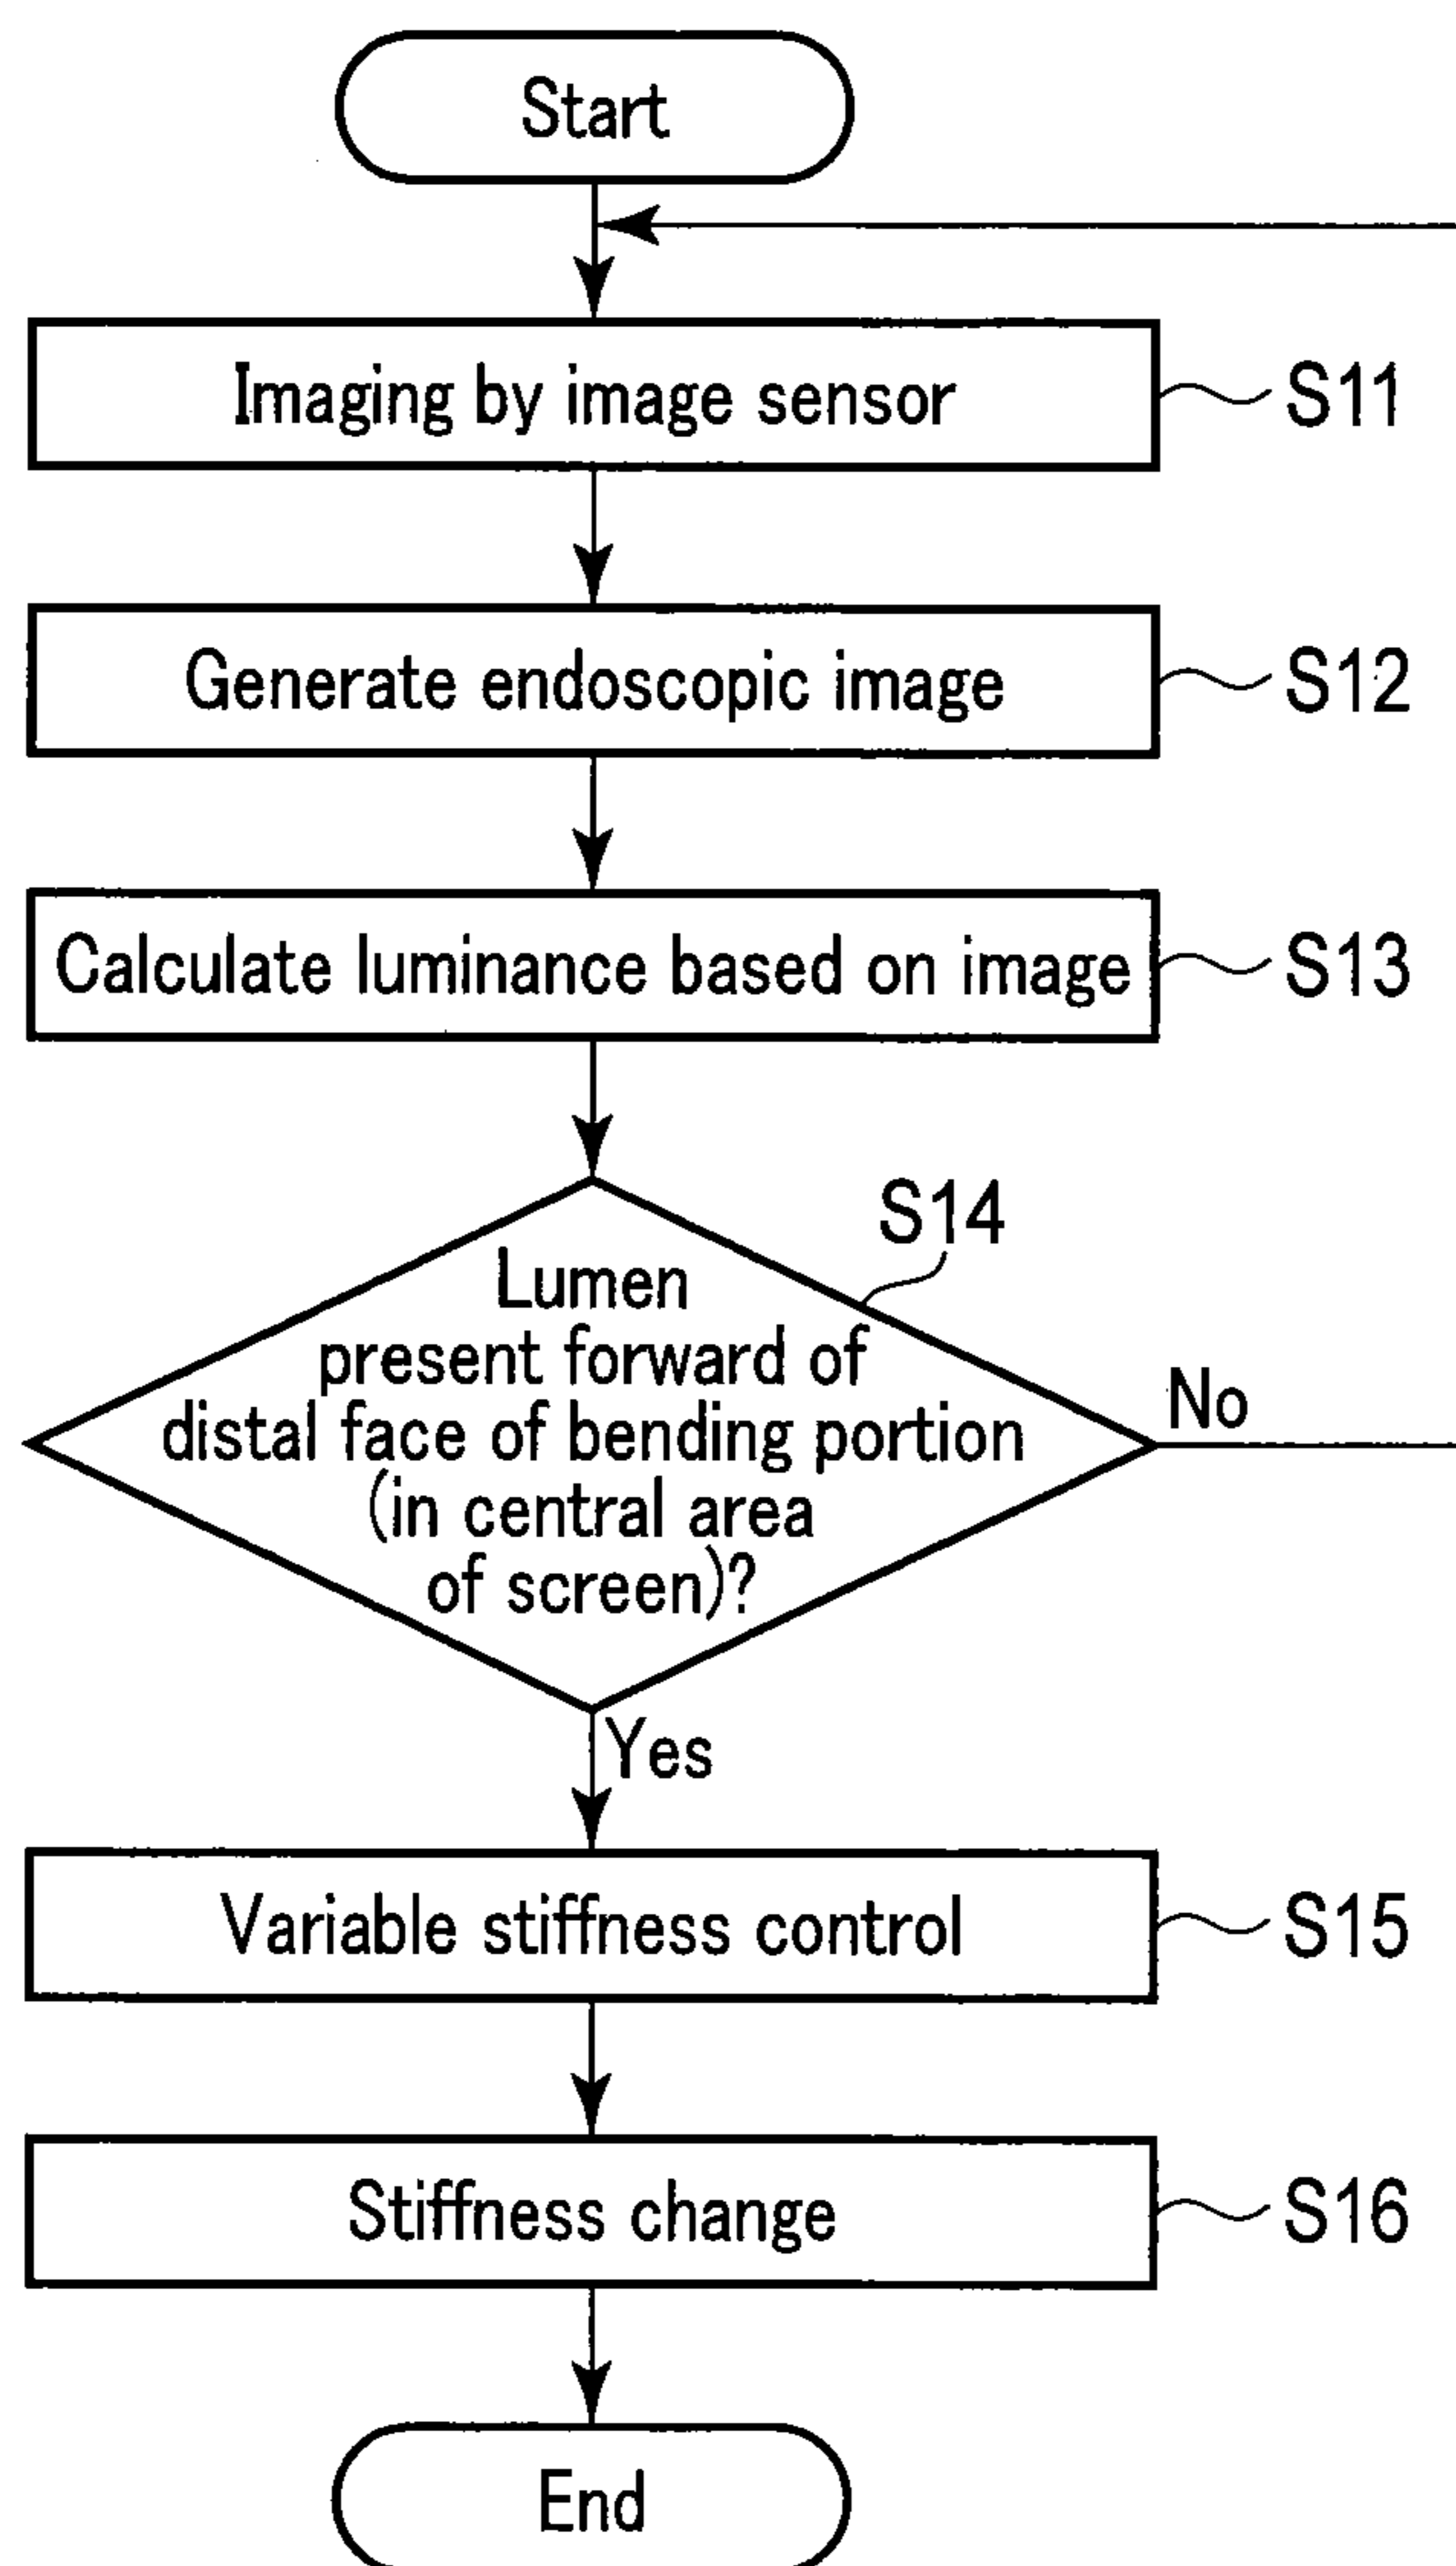 Start
Imaging by image sensor
S11
Generate endoscopic image
S12
Calculate luminance based on image
S13
S14
Lumen
present forward of
distal face of bending portion
(in central area
of screen)?
No
Yes
Variable stiffness control
S15
Stiffness change
S16
End